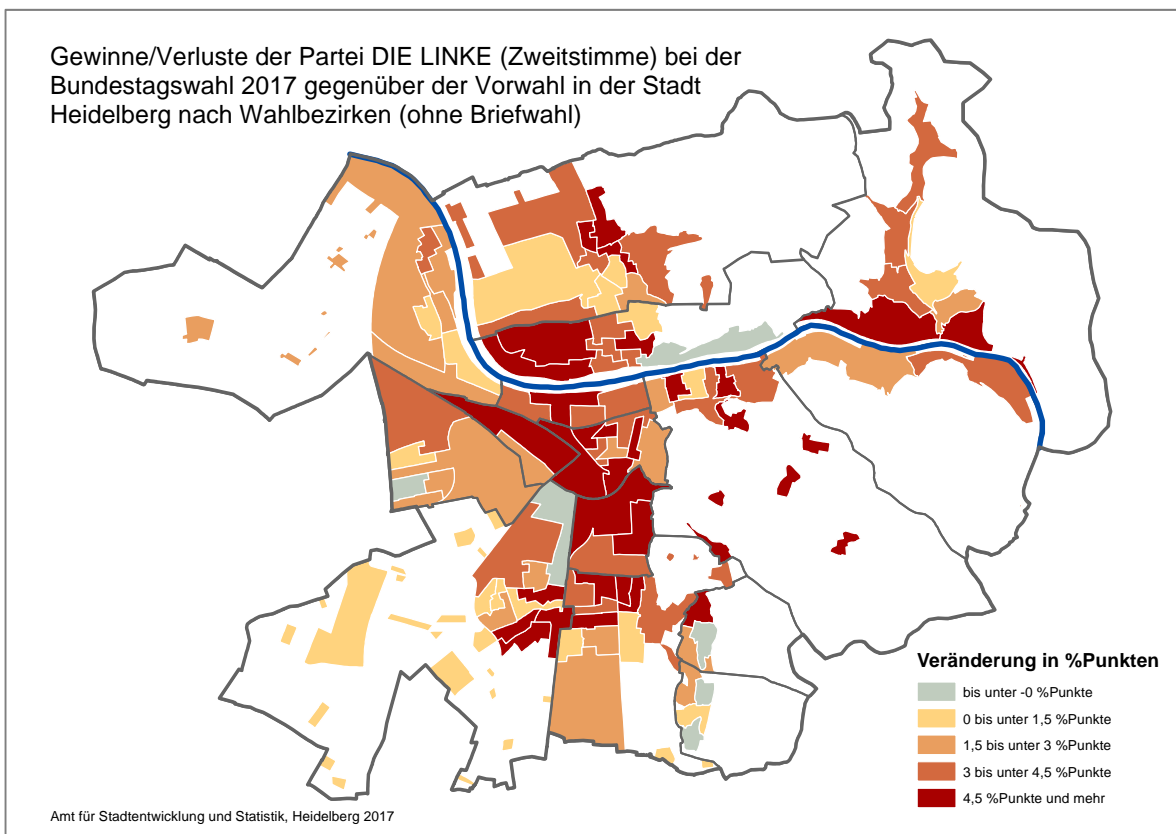 Gewinne/Verluste der Partei DIE LINKE (Zweitstimme) bei der
Bundestagswahl 2017 gegenüber der Vorwahl in der Stadt
Heidelberg nach Wahlbezirken (ohne Briefwahl)
Veränderung in %Punkten
bis unter -0 %Punkte
0 bis unter 1,5 %Punkte
1,5 bis unter 3 %Punkte
3 bis unter 4,5 %Punkte
4,5 %Punkte und mehr
Amt für Stadtentwicklung und Statistik, Heidelberg 2017